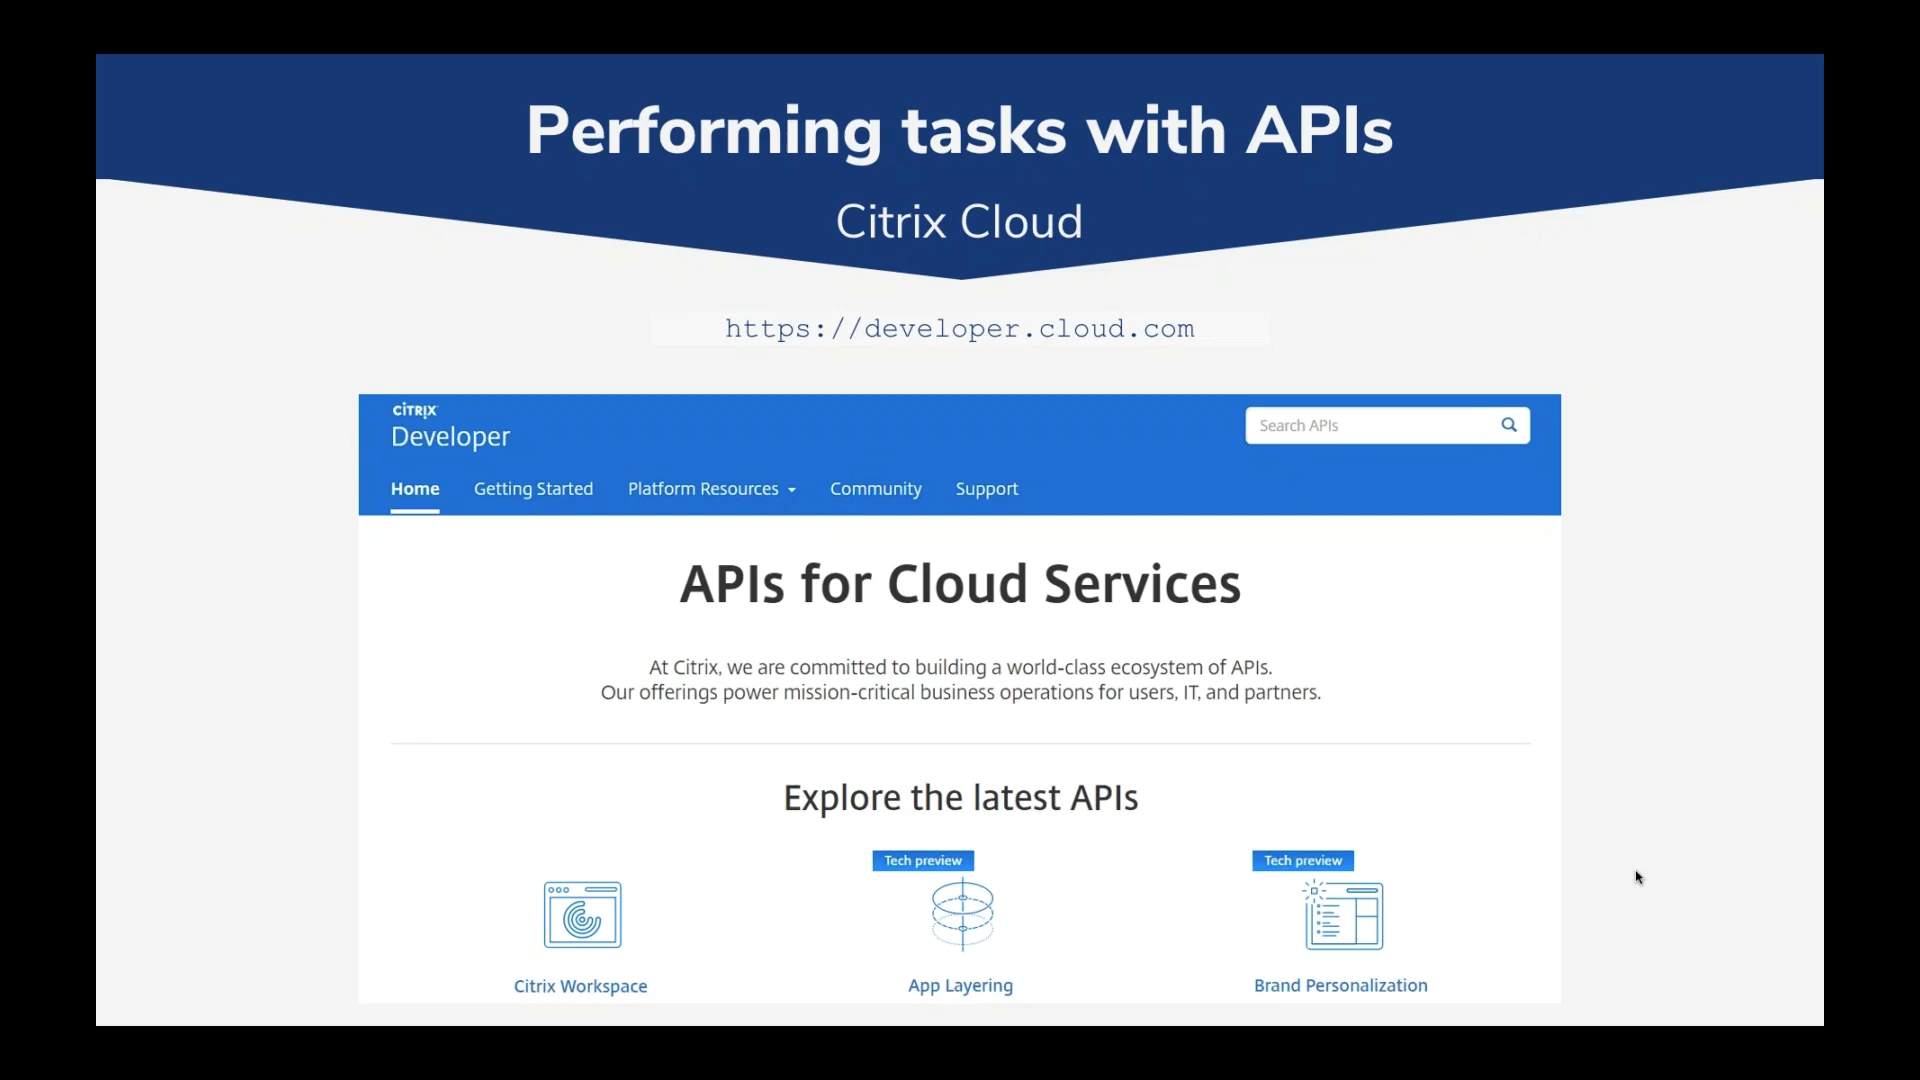 Performing tasks with APIs
Citrix Cloud
https://developer.cloud.com
citrix
Developer
Search APIs
Home Getting Started Platform Resources Community Support
APIs for Cloud Services
At Citrix, we are committed to building a world-class ecosystem of APIs.
Our offerings power mission-critical business operations for users, IT, and partners.
Explore the latest APIs
Tech preview Tech preview
Citrix Workspace App Layering Brand Personalization